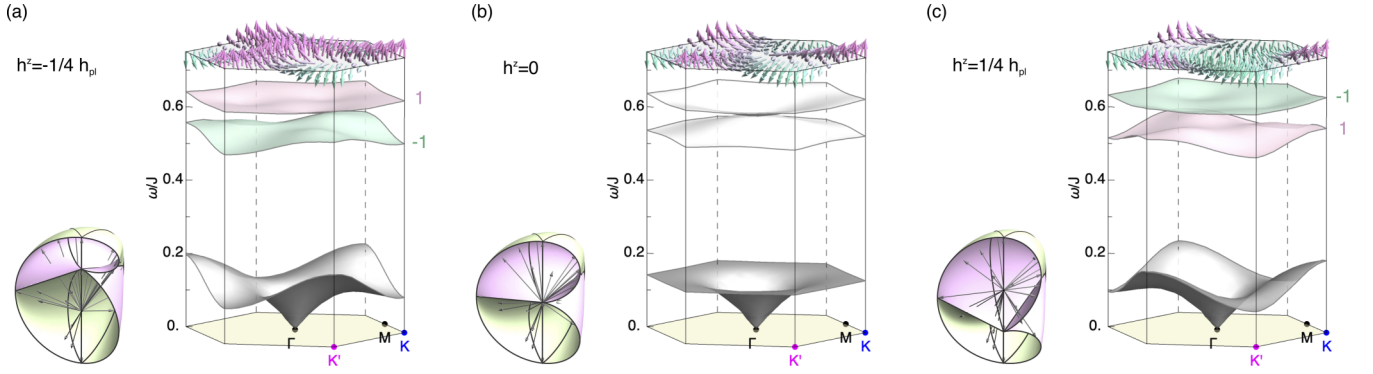 (a)
h^z=-1/4 h_pl
ω/J
0.6
0.4
0.2
0.
1
-1
Γ
M
K
K'
(b)
h^z=0
ω/J
0.6
0.4
0.2
0.
Γ
M
K
K'
(c)
h^z=1/4 h_pl
ω/J
0.6
0.4
0.2
0.
-1
1
Γ
M
K
K'